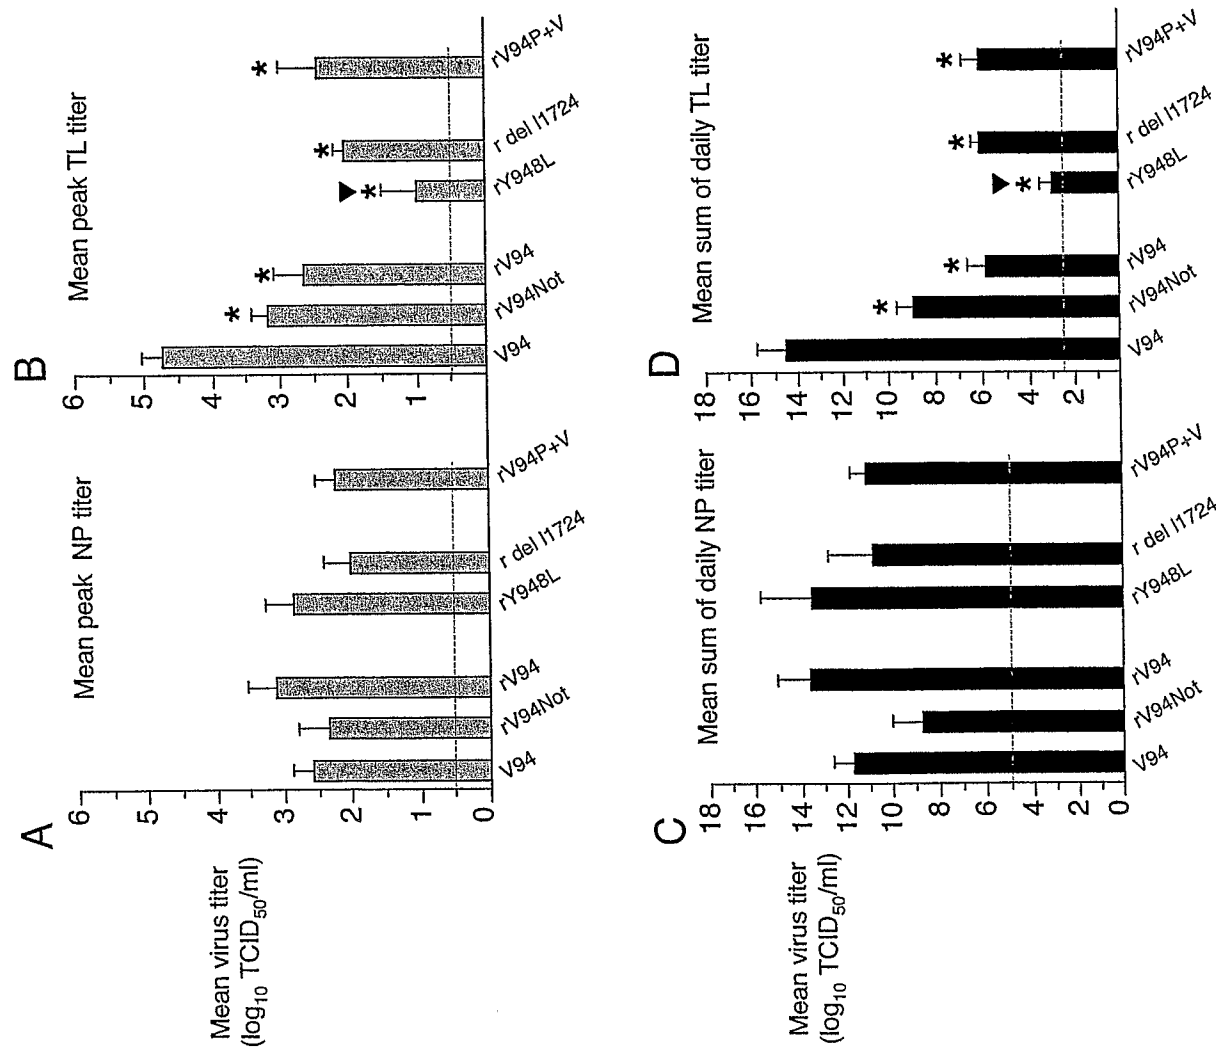 A
Mean peak NP titer
Mean virus titer
(log10 TCID50/ml)
6
5
4
3
2
1
0
V94
rV94Not
rV94
rY948L
r del I1724
rV94P+V
B
Mean peak TL titer
6
5
4
3
2
1
V94
rV94Not
rV94
*
*
rY948L
▼
*
r del I1724
*
rV94P+V
*
C
Mean sum of daily NP titer
Mean virus titer
(log10 TCID50/ml)
18
16
14
12
10
8
6
4
2
0
V94
rV94Not
rV94
rY948L
r del I1724
rV94P+V
D
Mean sum of daily TL titer
18
16
14
12
10
8
6
4
2
V94
rV94Not
rV94
*
*
rY948L
▼
*
r del I1724
*
rV94P+V
*